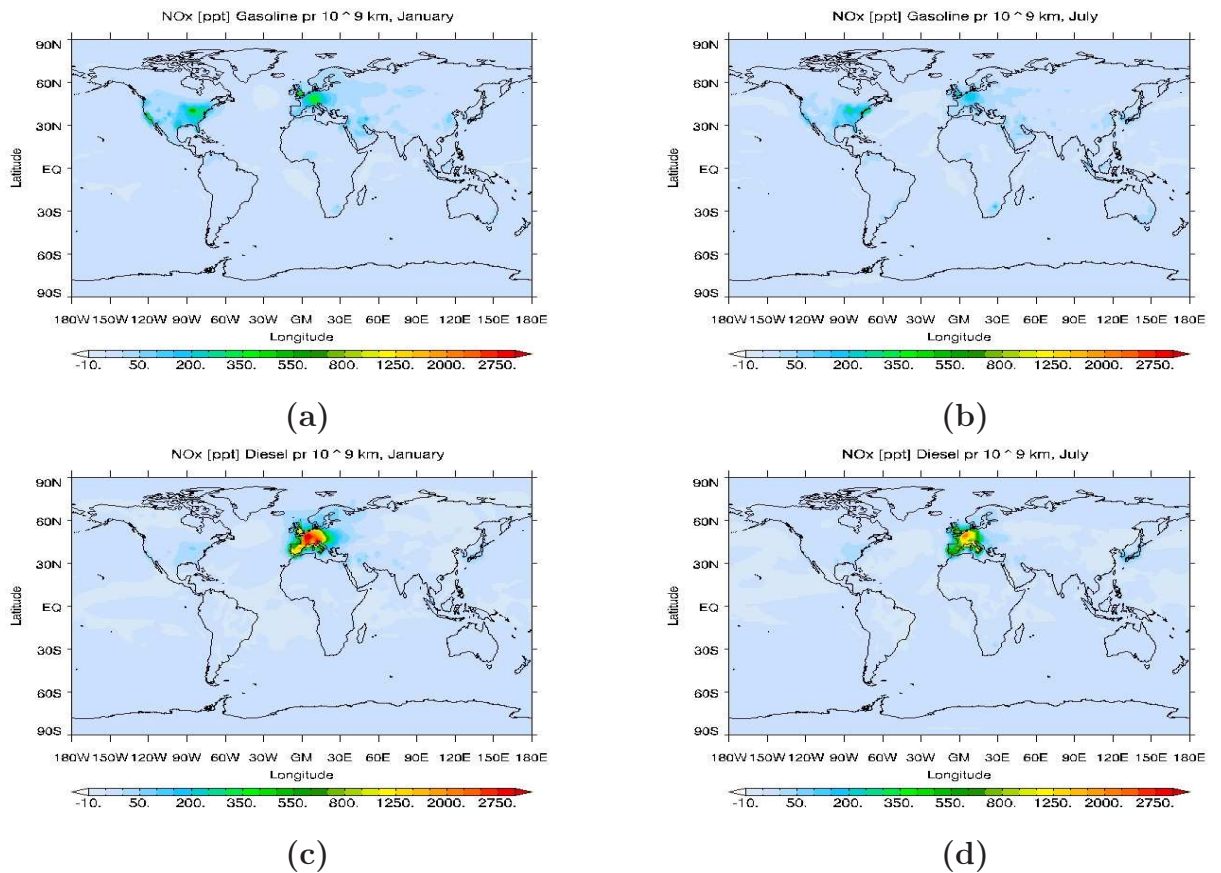 NOx [ppt] Gasoline pr 10^9 km, January
90N
60N
30N
EQ
30S
60S
90S
Latitude
180W 150W 120W 90W 60W 30W GM 30E 60E 90E 120E 150E 180E
Longitude
-10. 50. 200. 350. 550. 800. 1250. 2000. 2750.
(a)
NOx [ppt] Gasoline pr 10^9 km, July
90N
60N
30N
EQ
30S
60S
90S
Latitude
180W 150W 120W 90W 60W 30W GM 30E 60E 90E 120E 150E 180E
Longitude
-10. 50. 200. 350. 550. 800. 1250. 2000. 2750.
(b)
NOx [ppt] Diesel pr 10^9 km, January
90N
60N
30N
EQ
30S
60S
90S
Latitude
180W 150W 120W 90W 60W 30W GM 30E 60E 90E 120E 150E 180E
Longitude
-10. 50. 200. 350. 550. 800. 1250. 2000. 2750.
(c)
NOx [ppt] Diesel pr 10^9 km, July
90N
60N
30N
EQ
30S
60S
90S
Latitude
180W 150W 120W 90W 60W 30W GM 30E 60E 90E 120E 150E 180E
Longitude
-10. 50. 200. 350. 550. 800. 1250. 2000. 2750.
(d)